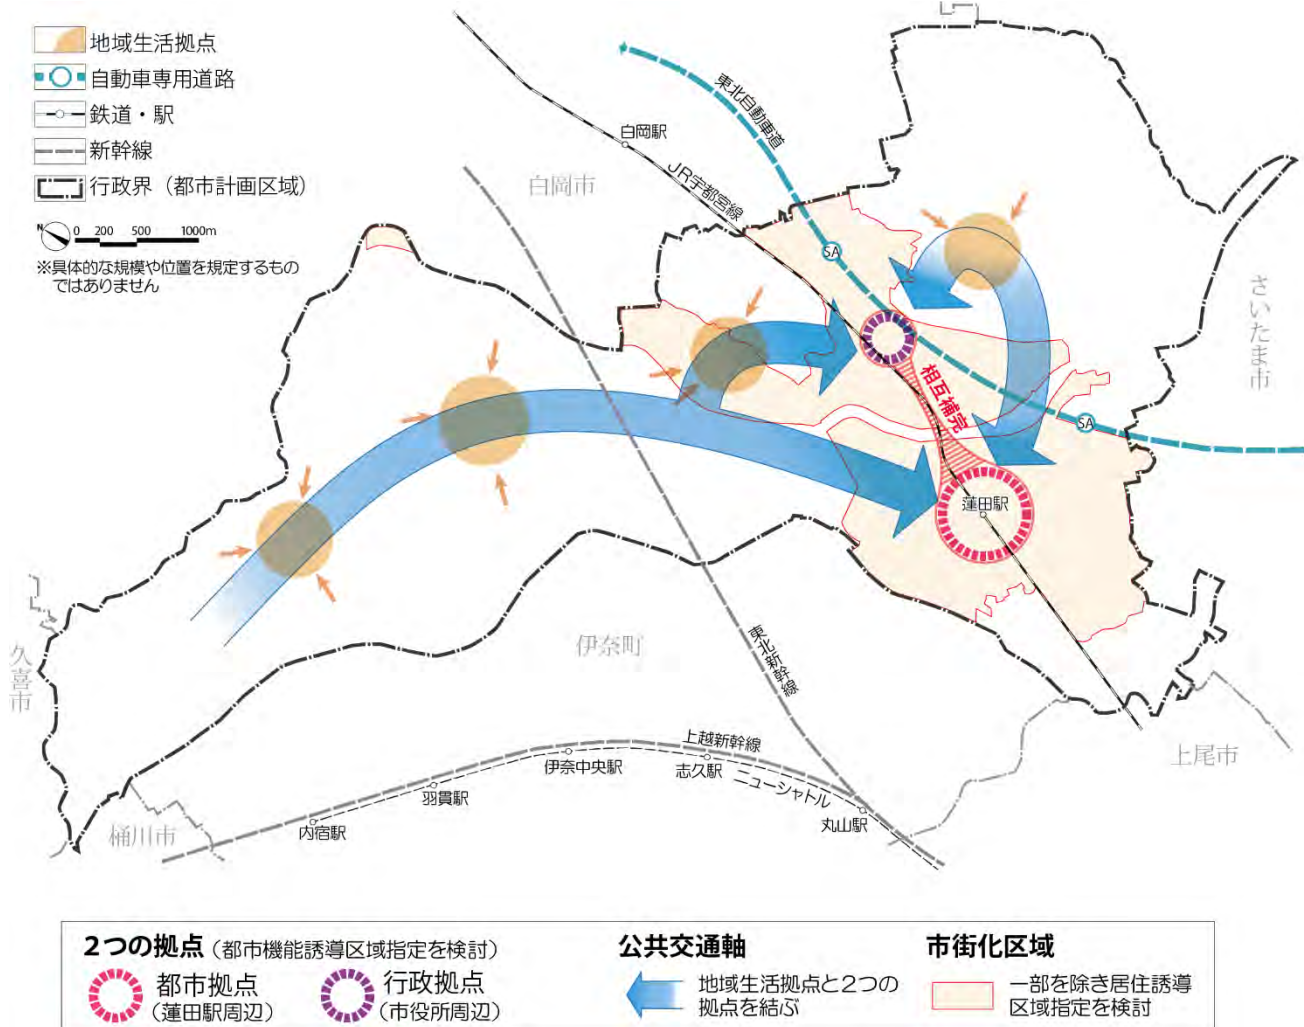 地域生活拠点
自動車専用道路
鉄道・駅
新幹線
行政界（都市計画区域）
N
0 200 500 1000m
※具体的な規模や位置を規定するもの
ではありません
白岡駅
白岡市
JR宇都宮線
東北自動車道
SA
さいたま市
相互補完
SA
蓮田駅
伊奈町
東北新幹線
久喜市
上越新幹線
伊奈中央駅
志久駅
ニューシャトル
羽貫駅
内宿駅
丸山駅
桶川市
上尾市
2つの拠点（都市機能誘導区域指定を検討）
都市拠点
（蓮田駅周辺）
行政拠点
（市役所周辺）
公共交通軸
地域生活拠点と2つの
拠点を結ぶ
市街化区域
一部を除き居住誘導
区域指定を検討